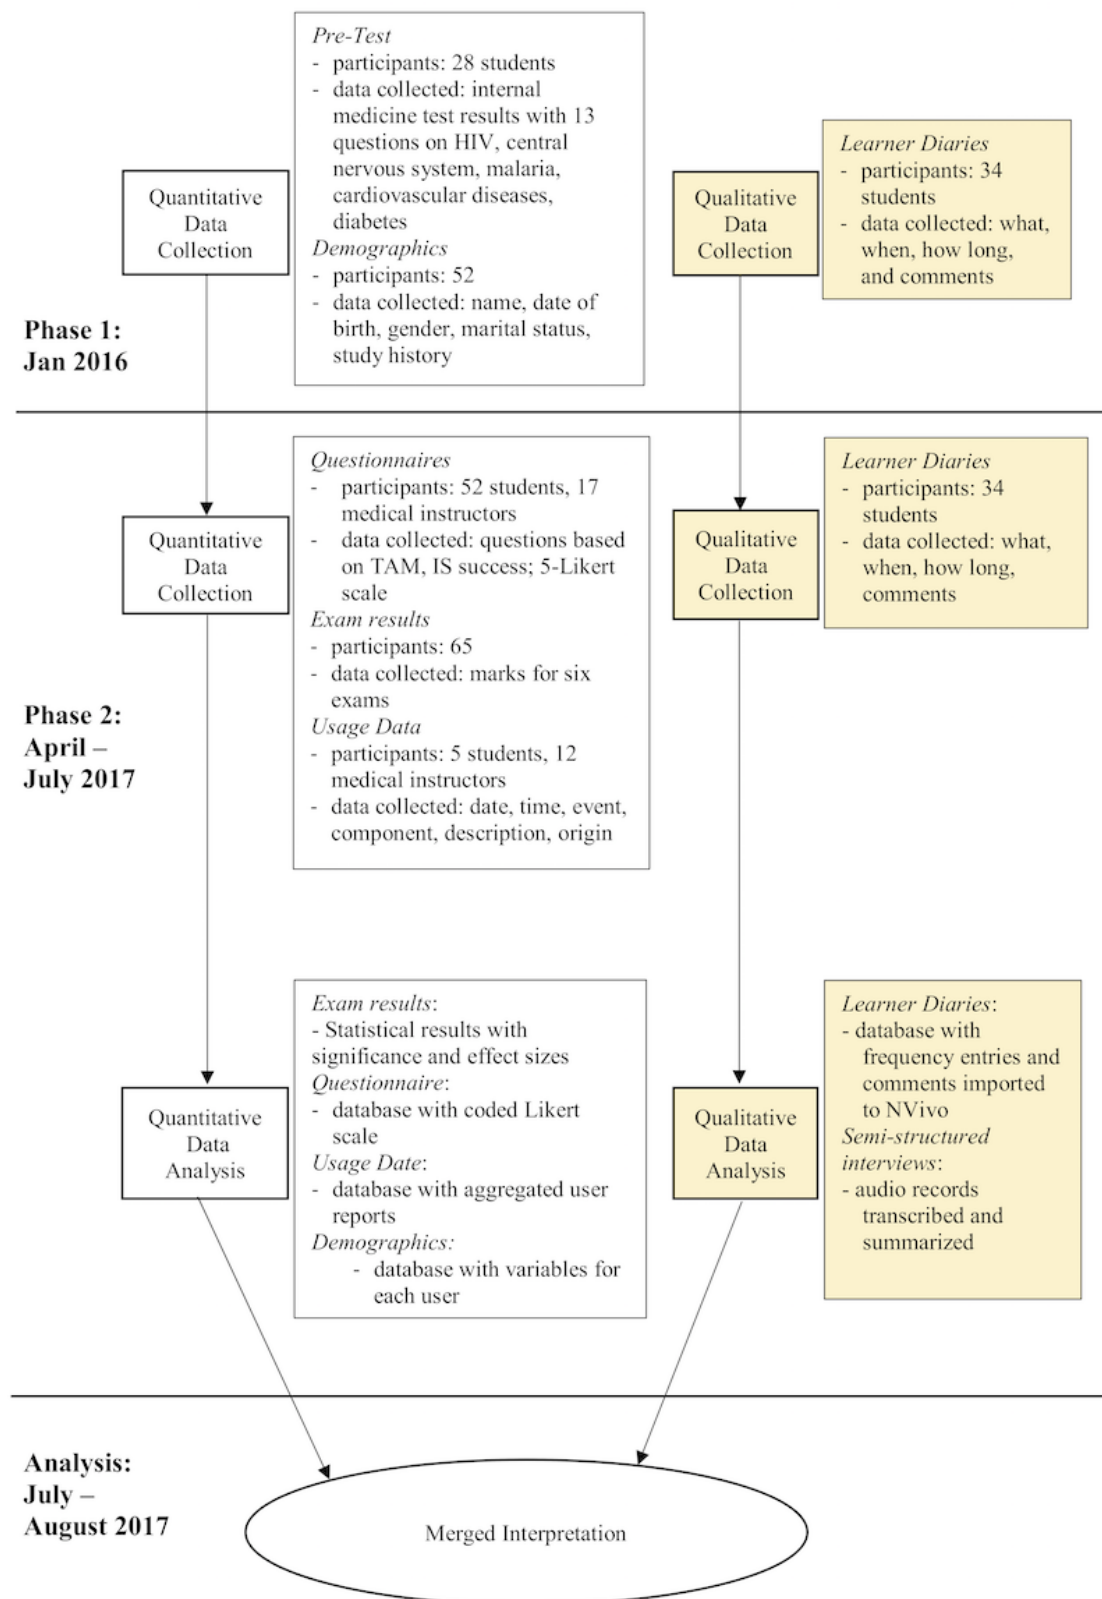 Pre-Test
- participants: 28 students
- data collected: internal
medicine test results with 13
questions on HIV, central
nervous system, malaria,
cardiovascular diseases,
diabetes
Demographics
- participants: 52
- data collected: name, date of
birth, gender, marital status,
study history
Quantitative
Data
Collection
Qualitative
Data
Collection
Learner Diaries
- participants: 34
students
- data collected: what,
when, how long,
and comments
Phase 1:
Jan 2016
Questionnaires
- participants: 52 students, 17
medical instructors
- data collected: questions based
on TAM, IS success; 5-Likert
scale
Exam results
- participants: 65
- data collected: marks for six
exams
Usage Data
- participants: 5 students, 12
medical instructors
- data collected: date, time, event,
component, description, origin
Quantitative
Data
Collection
Qualitative
Data
Collection
Learner Diaries
- participants: 34
students
- data collected: what,
when, how long,
comments
Phase 2:
April –
July 2017
Exam results:
- Statistical results with
significance and effect sizes
Questionnaire:
- database with coded Likert
scale
Usage Date:
- database with aggregated user
reports
Demographics:
- database with variables for
each user
Quantitative
Data
Analysis
Qualitative
Data
Analysis
Learner Diaries:
- database with
frequency entries and
comments imported
to NVivo
Semi-structured
interviews:
- audio records
transcribed and
summarized
Analysis:
July –
August 2017
Merged Interpretation